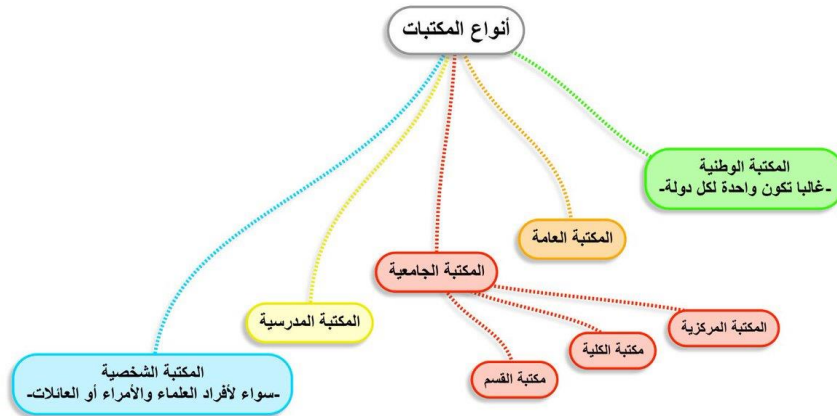 أنواع المكتبات
المكتبة الوطنية
-غالبا تكون واحدة لكل دولة-
المكتبة العامة
المكتبة الجامعية
المكتبة المركزية
مكتبة الكلية
مكتبة القسم
المكتبة المدرسية
المكتبة الشخصية
-سواء لأفراد العلماء والأمراء أو العائلات-